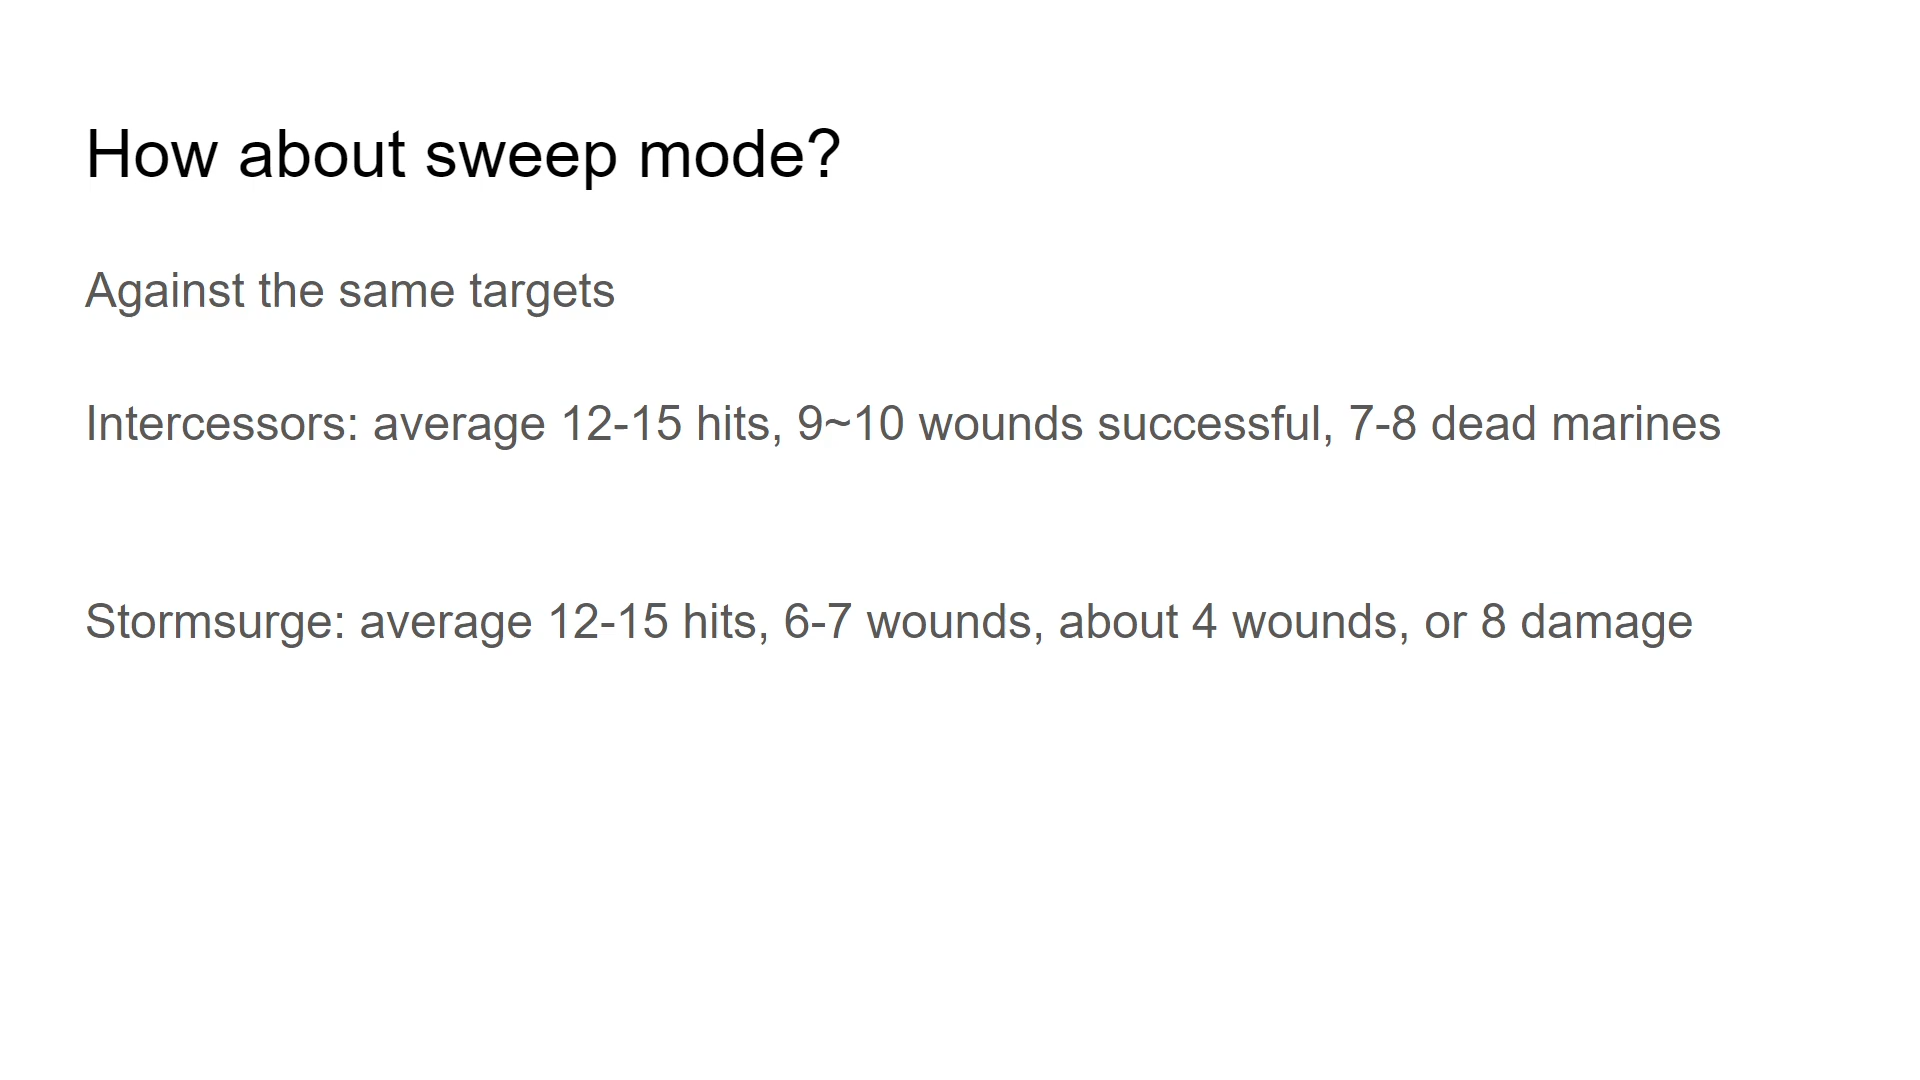 How about sweep mode?
Against the same targets
Intercessors: average 12-15 hits, 9~10 wounds successful, 7-8 dead marines
Stormsurge: average 12-15 hits, 6-7 wounds, about 4 wounds, or 8 damage